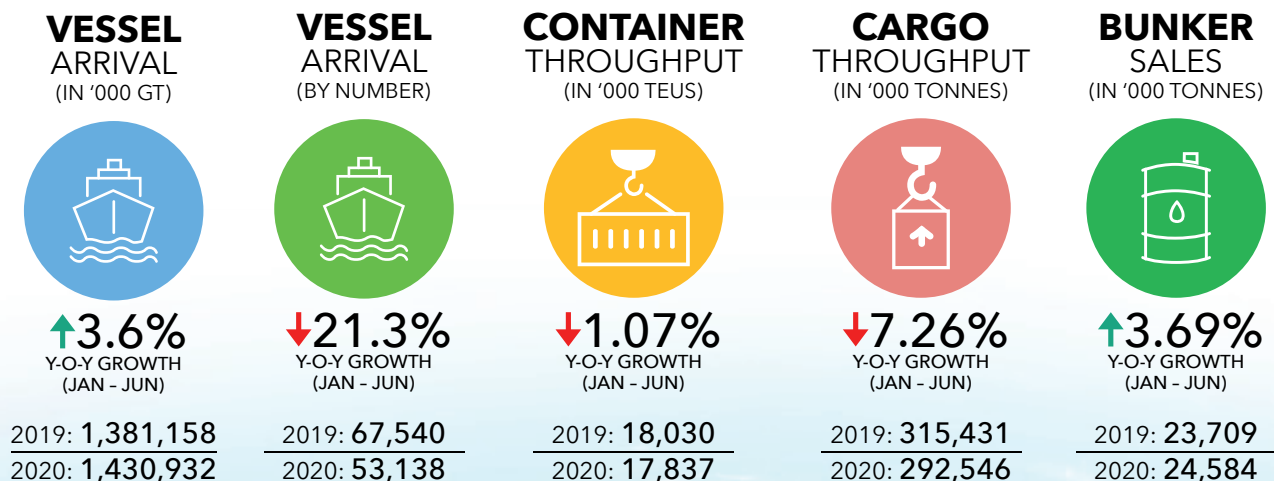 VESSEL
ARRIVAL
(IN ‘000 GT)
↑3.6%
Y-O-Y GROWTH
(JAN – JUN)
2019: 1,381,158
2020: 1,430,932
VESSEL
ARRIVAL
(BY NUMBER)
↓21.3%
Y-O-Y GROWTH
(JAN – JUN)
2019: 67,540
2020: 53,138
CONTAINER
THROUGHPUT
(IN ‘000 TEUS)
↓1.07%
Y-O-Y GROWTH
(JAN – JUN)
2019: 18,030
2020: 17,837
CARGO
THROUGHPUT
(IN ‘000 TONNES)
↓7.26%
Y-O-Y GROWTH
(JAN – JUN)
2019: 315,431
2020: 292,546
BUNKER
SALES
(IN ‘000 TONNES)
↑3.69%
Y-O-Y GROWTH
(JAN – JUN)
2019: 23,709
2020: 24,584